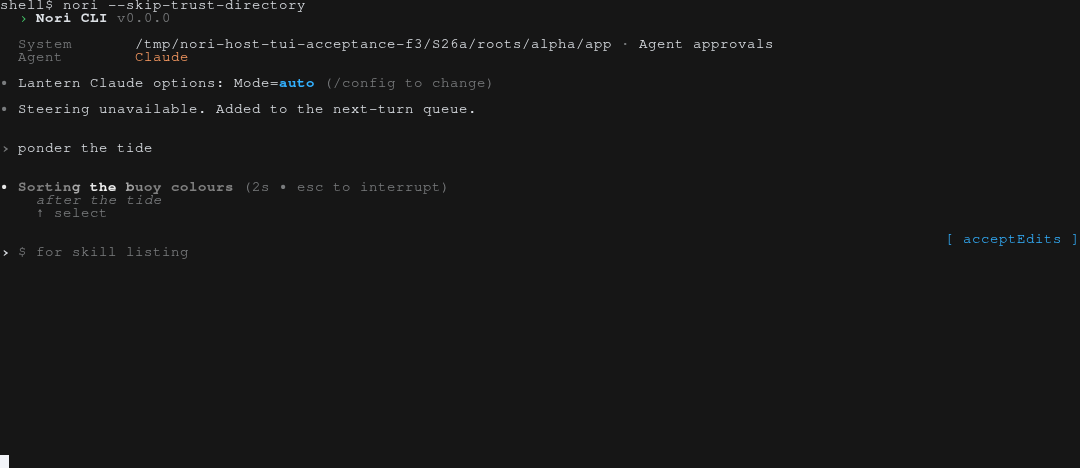 shell$ nori --skip-trust-directory
› Nori CLI v0.0.0
System /tmp/nori-host-tui-acceptance-f3/S26a/roots/alpha/app · Agent approvals
Agent Claude
• Lantern Claude options: Mode=auto (/config to change)
• Steering unavailable. Added to the next-turn queue.
› ponder the tide
• Sorting the buoy colours (2s • esc to interrupt)
after the tide
↑ select
[ acceptEdits ]
› $ for skill listing